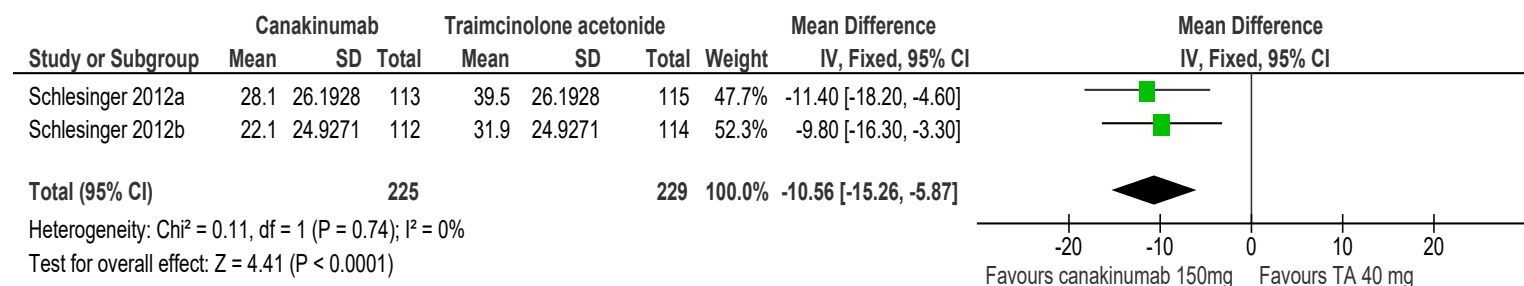 Canakinumab Traimcinolone acetonide Mean Difference Mean Difference
Study or Subgroup Mean SD Total Mean SD Total Weight IV, Fixed, 95% CI IV, Fixed, 95% CI
Schlesinger 2012a 28.1 26.1928 113 39.5 26.1928 115 47.7% -11.40 [-18.20, -4.60]
Schlesinger 2012b 22.1 24.9271 112 31.9 24.9271 114 52.3% -9.80 [-16.30, -3.30]
Total (95% CI) 225 229 100.0% -10.56 [-15.26, -5.87]
Heterogeneity: Chi² = 0.11, df = 1 (P = 0.74); I² = 0%
Test for overall effect: Z = 4.41 (P < 0.0001)
-20 -10 0 10 20
Favours canakinumab 150mg Favours TA 40 mg